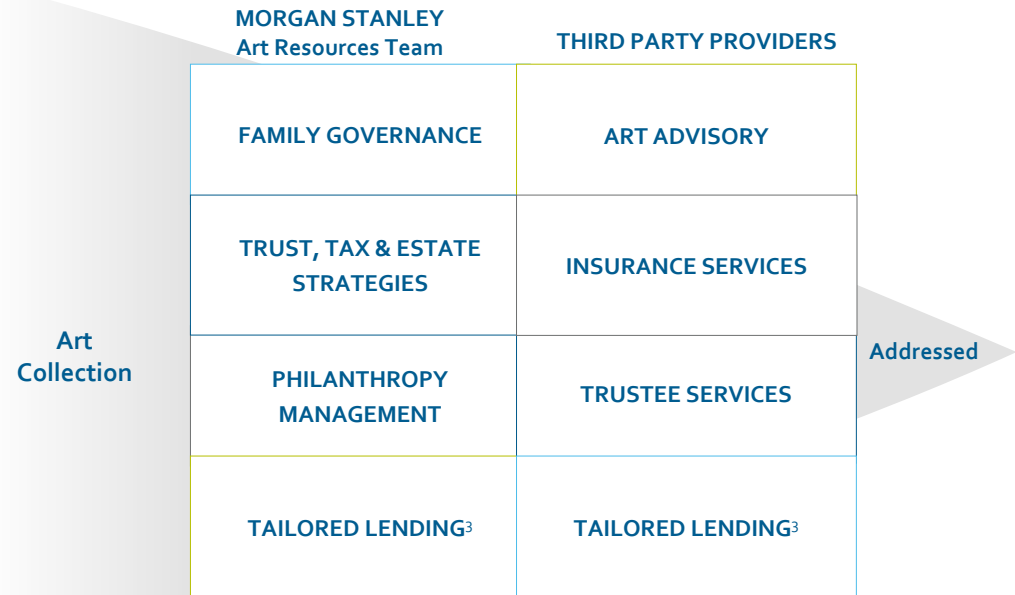 MORGAN STANLEY
Art Resources Team
THIRD PARTY PROVIDERS
FAMILY GOVERNANCE
ART ADVISORY
TRUST, TAX & ESTATE
STRATEGIES
INSURANCE SERVICES
Art
Collection
Addressed
PHILANTHROPY
MANAGEMENT
TRUSTEE SERVICES
TAILORED LENDING³
TAILORED LENDING³